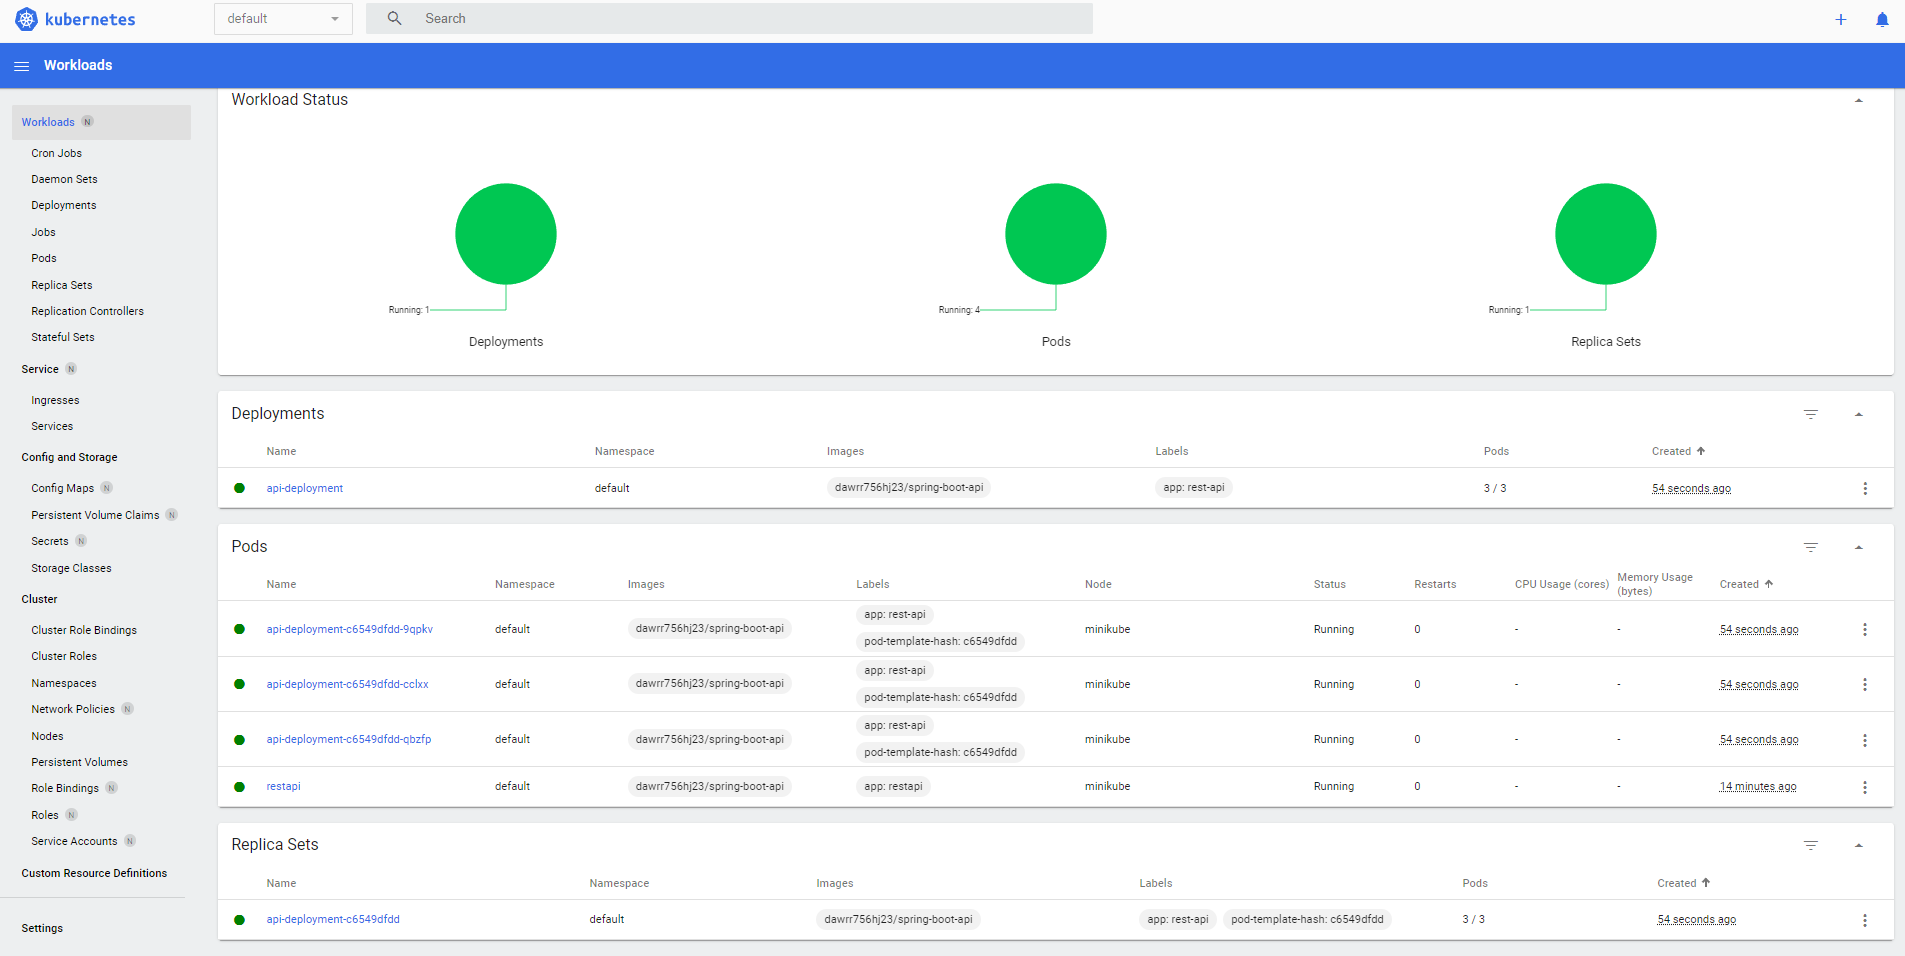 kubernetes
default
Search
Workloads
Workloads N
Cron Jobs
Daemon Sets
Deployments
Jobs
Pods
Replica Sets
Replication Controllers
Stateful Sets
Service N
Ingresses
Services
Config and Storage
Config Maps N
Persistent Volume Claims N
Secrets N
Storage Classes
Cluster
Cluster Role Bindings
Cluster Roles
Namespaces
Network Policies N
Nodes
Persistent Volumes
Role Bindings N
Roles N
Service Accounts N
Custom Resource Definitions
Settings
Workload Status
Running: 1
Deployments
Running: 4
Pods
Running: 1
Replica Sets
Deployments
Name Namespace Images Labels Pods Created
api-deployment default dawrr756hj23/spring-boot-api app: rest-api 3 / 3 54 seconds ago
Pods
Name Namespace Images Labels Node Status Restarts CPU Usage (cores) Memory Usage (bytes) Created
api-deployment-c6549dfdd-9qpkv default dawrr756hj23/spring-boot-api app: rest-api pod-template-hash: c6549dfdd minikube Running 0 - - 54 seconds ago
api-deployment-c6549dfdd-cclxx default dawrr756hj23/spring-boot-api app: rest-api pod-template-hash: c6549dfdd minikube Running 0 - - 54 seconds ago
api-deployment-c6549dfdd-qbzfp default dawrr756hj23/spring-boot-api app: rest-api pod-template-hash: c6549dfdd minikube Running 0 - - 54 seconds ago
restapi default dawrr756hj23/spring-boot-api app: restapi minikube Running 0 - - 14 minutes ago
Replica Sets
Name Namespace Images Labels Pods Created
api-deployment-c6549dfdd default dawrr756hj23/spring-boot-api app: rest-api pod-template-hash: c6549dfdd 3 / 3 54 seconds ago